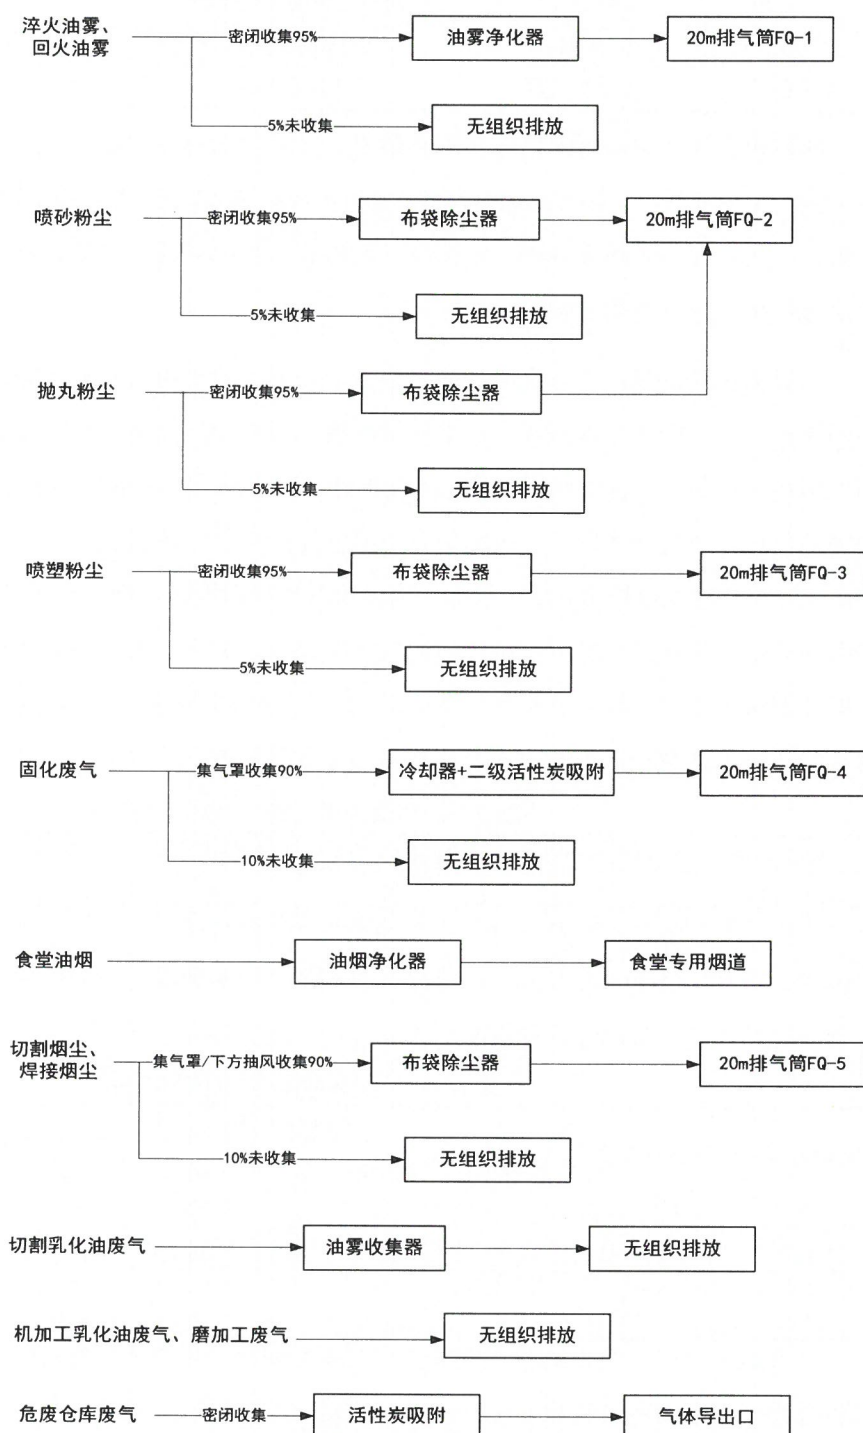 淬火油雾、
回火油雾
密闭收集95%
油雾净化器
20m排气筒FQ-1
5%未收集
无组织排放
喷砂粉尘
密闭收集95%
布袋除尘器
20m排气筒FQ-2
5%未收集
无组织排放
抛丸粉尘
密闭收集95%
布袋除尘器
5%未收集
无组织排放
喷塑粉尘
密闭收集95%
布袋除尘器
20m排气筒FQ-3
5%未收集
无组织排放
固化废气
集气罩收集90%
冷却器+二级活性炭吸附
20m排气筒FQ-4
10%未收集
无组织排放
食堂油烟
油烟净化器
食堂专用烟道
切割烟尘、
焊接烟尘
集气罩/下方抽风收集90%
布袋除尘器
20m排气筒FQ-5
10%未收集
无组织排放
切割乳化油废气
油雾收集器
无组织排放
机加工乳化油废气、磨加工废气
无组织排放
危废仓库废气
密闭收集
活性炭吸附
气体导出口